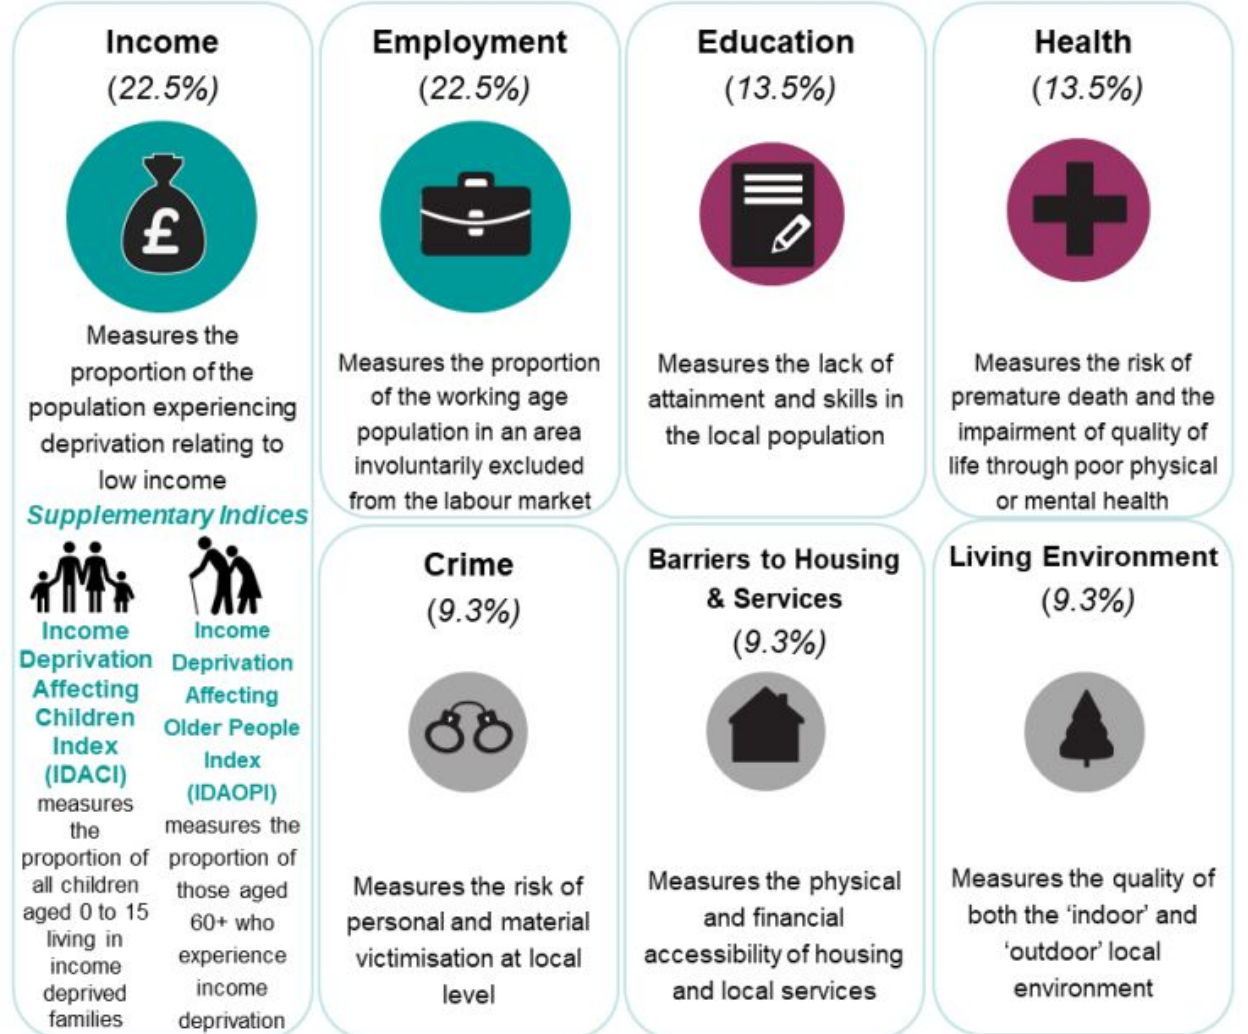 Income
(22.5%)
£
Measures the
proportion of the
population experiencing
deprivation relating to
low income
Supplementary Indices
Income
Deprivation
Affecting
Children
Index
(IDACI)
measures
the
proportion of
all children
aged 0 to 15
living in
income
deprived
families
Income
Deprivation
Affecting
Older People
Index
(IDAOPI)
measures the
proportion of
those aged
60+ who
experience
income
deprivation
Employment
(22.5%)
Measures the proportion
of the working age
population in an area
involuntarily excluded
from the labour market
Education
(13.5%)
Measures the lack of
attainment and skills in
the local population
Health
(13.5%)
Measures the risk of
premature death and the
impairment of quality of
life through poor physical
or mental health
Crime
(9.3%)
Measures the risk of
personal and material
victimisation at local
level
Barriers to Housing
& Services
(9.3%)
Measures the physical
and financial
accessibility of housing
and local services
Living Environment
(9.3%)
Measures the quality of
both the ‘indoor’ and
‘outdoor’ local
environment